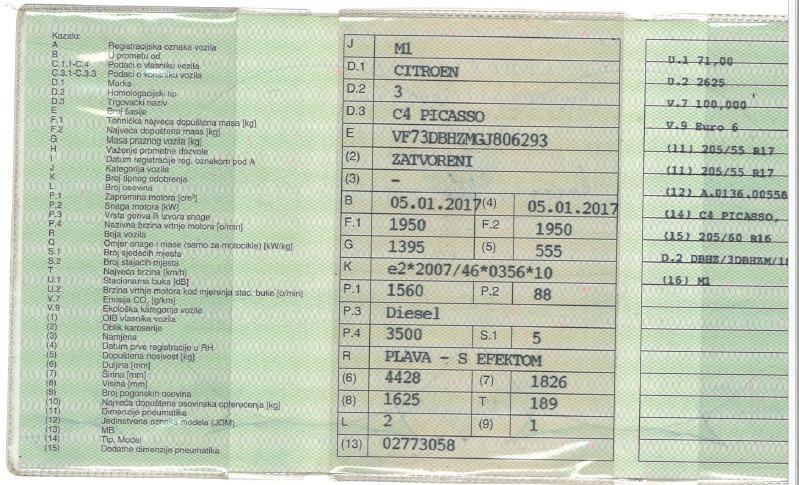 Kazalo:
A Registracijska oznaka vozila
B U prometu od
C.1.1-C.4 Podaci o vlasniku vozila
C.3.1-C.3.3 Podaci o korisniku vozila
D.1 Marka
D.2 Homologacijski tip
D.3 Trgovački naziv
E Broj šasije
F.1 Tehnička najveća dopuštena masa [kg]
F.2 Najveća dopuštena masa [kg]
G Masa praznog vozila [kg]
H Važenje prometne dozvole
I Datum registracije reg. oznakom pod A
J Kategorija vozila
K Broj tipnog odobrenja
L Broj osovina
P.1 Zapremina motora [cm³]
P.2 Snaga motora [kW]
P.3 Vrsta goriva ili izvora snage
P.4 Nazivna brzina vrtnje motora [o/min]
R Boja vozila
Q Omjer snage i mase (samo za motocikle) [kW/kg]
S.1 Broj sjedećih mjesta
S.2 Broj stajaćih mjesta
T Najveća brzina [km/h]
U.1 Stacionarna buka [dB]
U.2 Brzina vrtnje motora kod mjerenja stac. buke [o/min]
V.7 Emisija CO₂ [g/km]
V.9 Ekološka kategorija vozila
(1) OIB vlasnika vozila
(2) Oblik karoserije
(3) Namjena
(4) Datum prve registracije u RH
(5) Dopuštena nosivost [kg]
(6) Duljina [mm]
(7) Širina [mm]
(8) Visina [mm]
(9) Broj pogonskih osovina
(10) Najveća dopuštena osovinska opterećenja [kg]
(11) Dimenzije pneumatika
(12) Jedinstvena oznaka modela (JOM)
(13) MB
(14) Tip, Model
(15) Dodatne dimenzije pneumatika
J M1
D.1 CITROEN
D.2 3
D.3 C4 PICASSO
E VF73DBHZMGJ806293
(2) ZATVORENI
(3) –
B 05.01.2017 (4) 05.01.2017
F.1 1950 F.2 1950
G 1395 (5) 555
K e2*2007/46*0356*10
P.1 1560 P.2 88
P.3 Diesel
P.4 3500 S.1 5
R PLAVA - S EFEKTOM
(6) 4428 (7) 1826
(8) 1625 T 189
L 2 (9) 1
(13) 02773058
U.1 71,00
U.2 2625
V.7 100,000
V.9 Euro 6
(11) 205/55 R17
(11) 205/55 R17
(12) A.0136.00558
(14) C4 PICASSO,
(15) 205/60 R16
D.2 DBHZ/3DBHZM/1
(16) M1